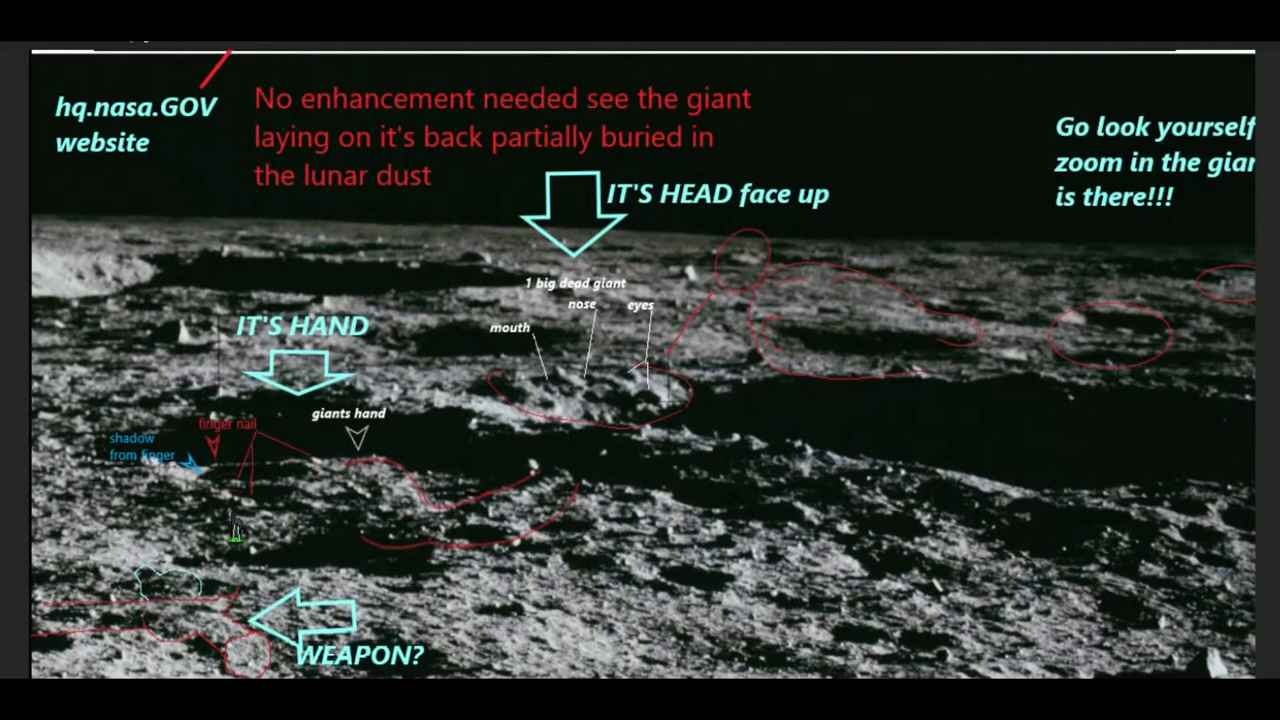 hq.nasa.GOV
website
No enhancement needed see the giant
laying on it's back partially buried in
the lunar dust
Go look yourself
zoom in the gian
is there!!!
IT'S HEAD face up
1 big dead giant
nose
eyes
mouth
IT'S HAND
giants hand
finger nail
shadow
from finger
WEAPON?